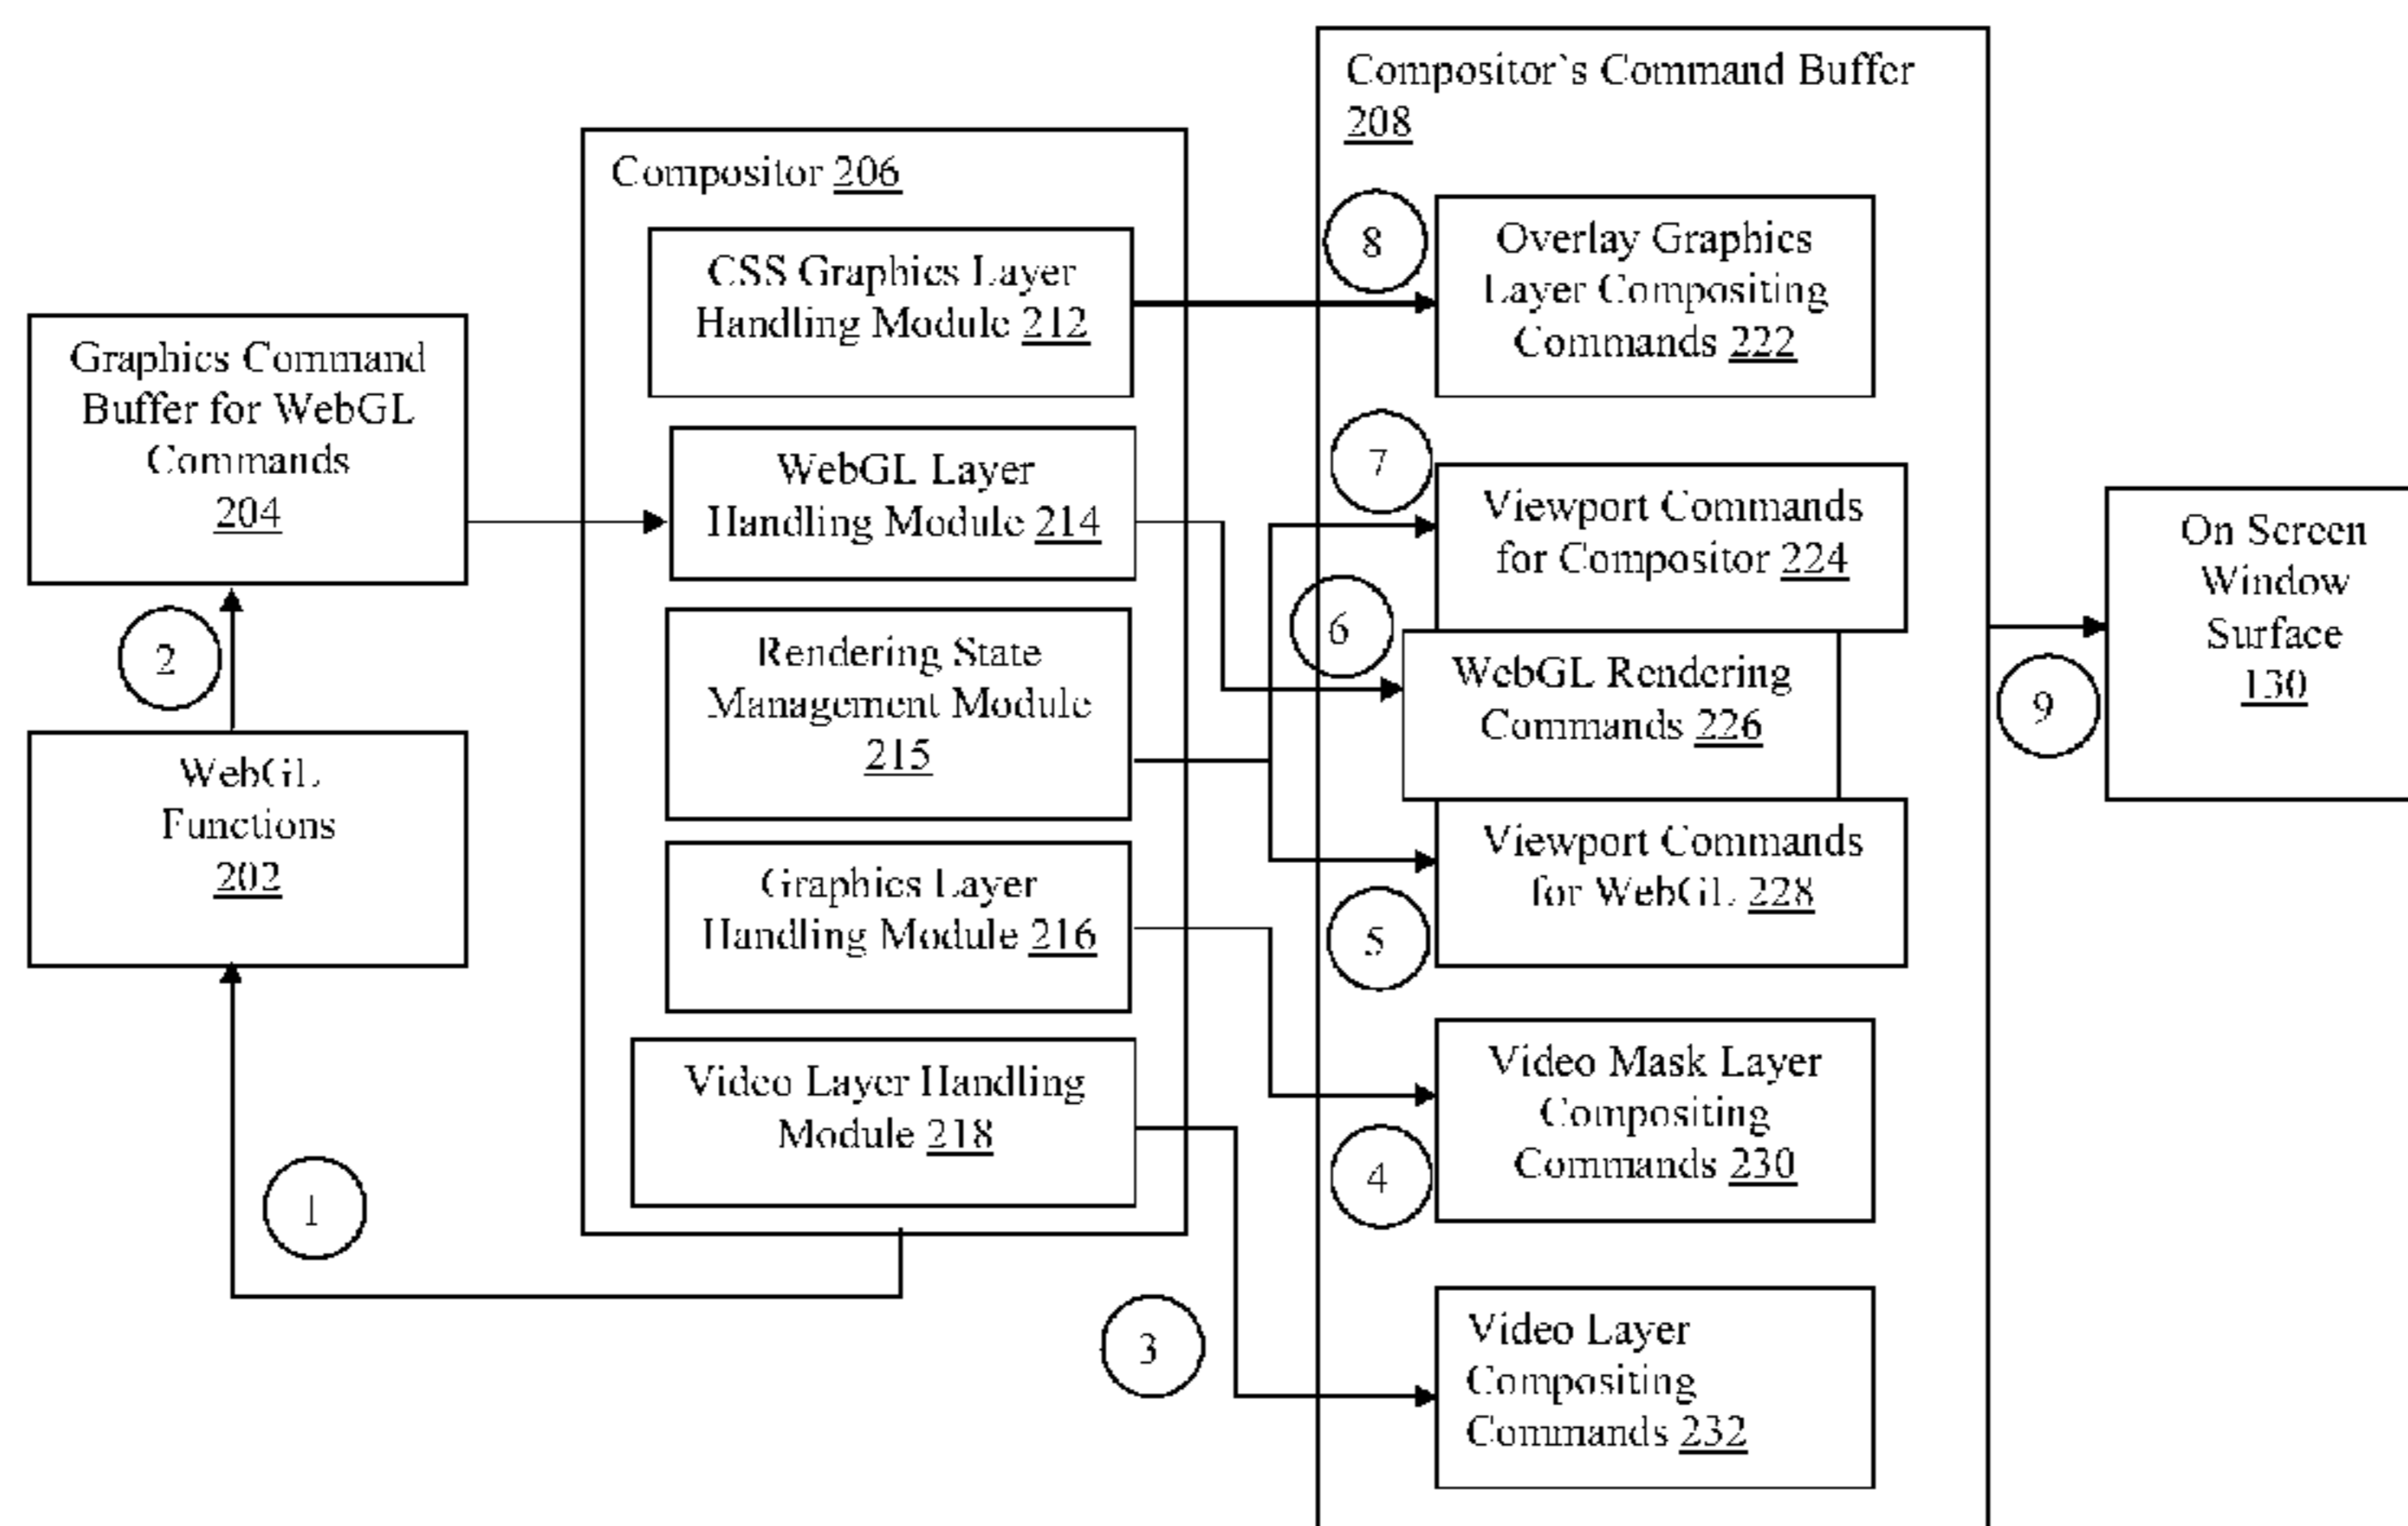 Compositor`s Command Buffer
208
Compositor 206
8
Overlay Graphics
Layer Compositing
Commands 222
CSS Graphics Layer
Handling Module 212
Graphics Command
Buffer for WebGL
Commands
204
7
WebGL Layer
Handling Module 214
Viewport Commands
for Compositor 224
On Screen
Window
Surface
130
6
2
Rendering State
Management Module
215
WebGL Rendering
Commands 226
9
WebGL
Functions
202
Viewport Commands
for WebGL 228
Graphics Layer
Handling Module 216
5
Video Mask Layer
Compositing
Commands 230
Video Layer Handling
Module 218
4
1
3
Video Layer
Compositing
Commands 232